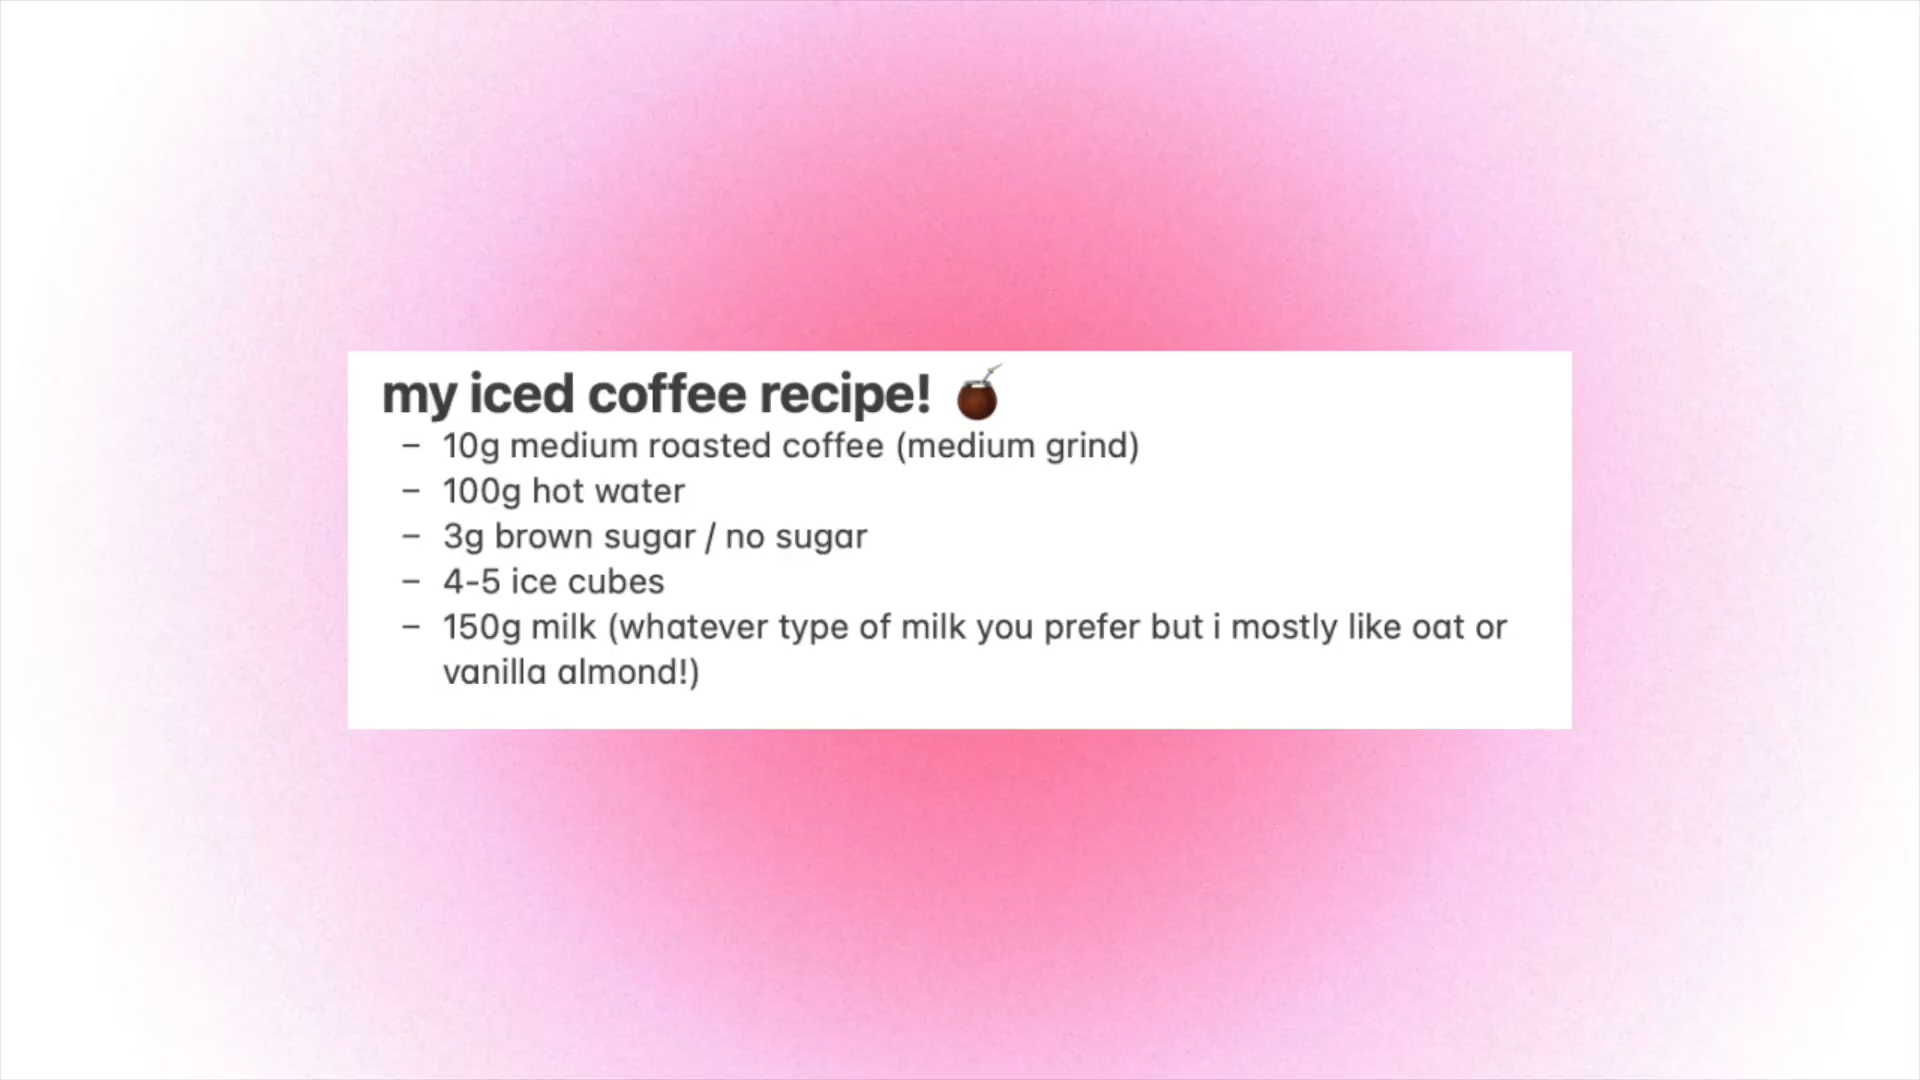 my iced coffee recipe! 🧉
– 10g medium roasted coffee (medium grind)
– 100g hot water
– 3g brown sugar / no sugar
– 4-5 ice cubes
– 150g milk (whatever type of milk you prefer but i mostly like oat or
vanilla almond!)